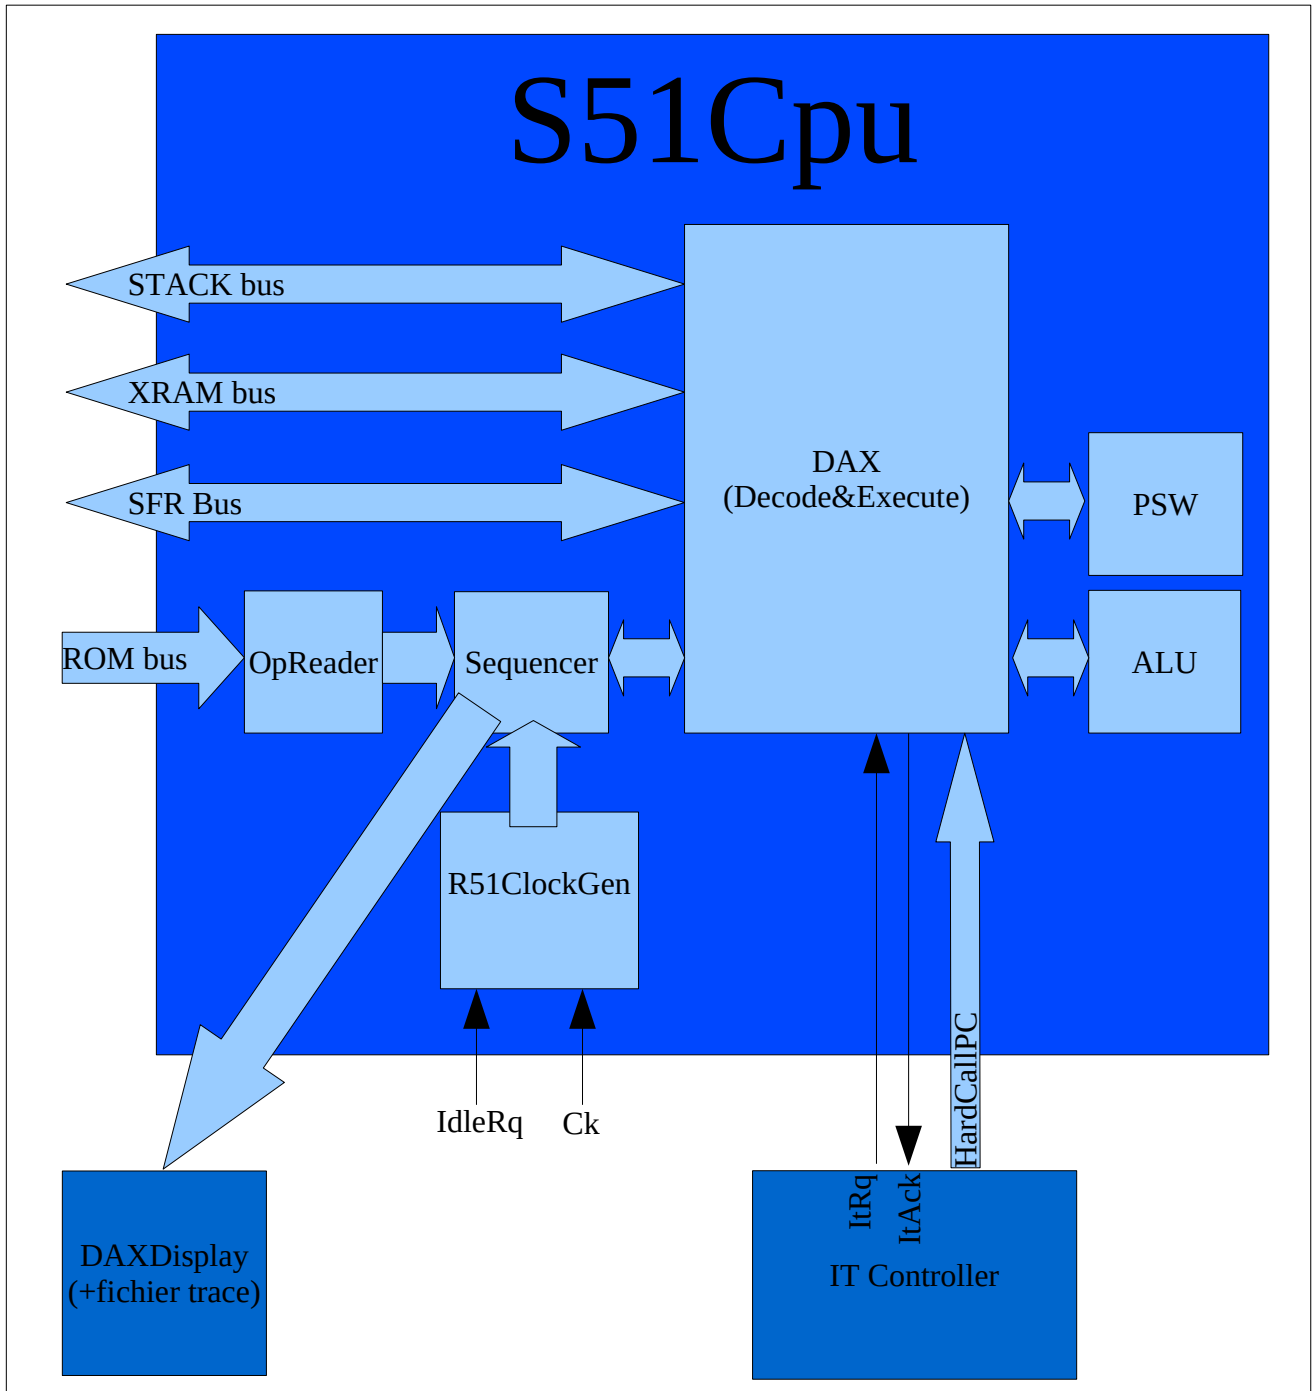 S51Cpu
STACK bus
XRAM bus
SFR Bus
DAX
(Decode&Execute)
PSW
ROM bus
OpReader
Sequencer
ALU
R51ClockGen
HardCallPC
IdleRq
Ck
ItRq
ItAck
DAXDisplay
(+fichier trace)
IT Controller